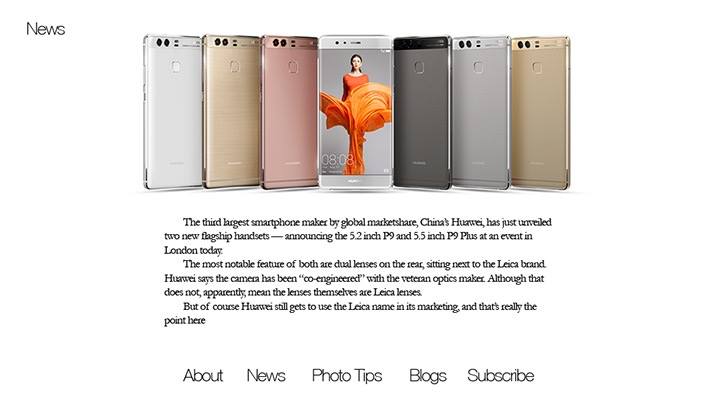 News
08:08
HUAWEI
The third largest smartphone maker by global marketshare, China's Huawei, has just unveiled
two new flagship handsets — announcing the 5.2 inch P9 and 5.5 inch P9 Plus at an event in
London today.
The most notable feature of both are dual lenses on the rear, sitting next to the Leica brand.
Huawei says the camera has been “co-engineered” with the veteran optics maker. Although that
does not, apparently, mean the lenses themselves are Leica lenses.
But of course Huawei still gets to use the Leica name in its marketing, and that's really the
point here
About News Photo Tips Blogs Subscribe